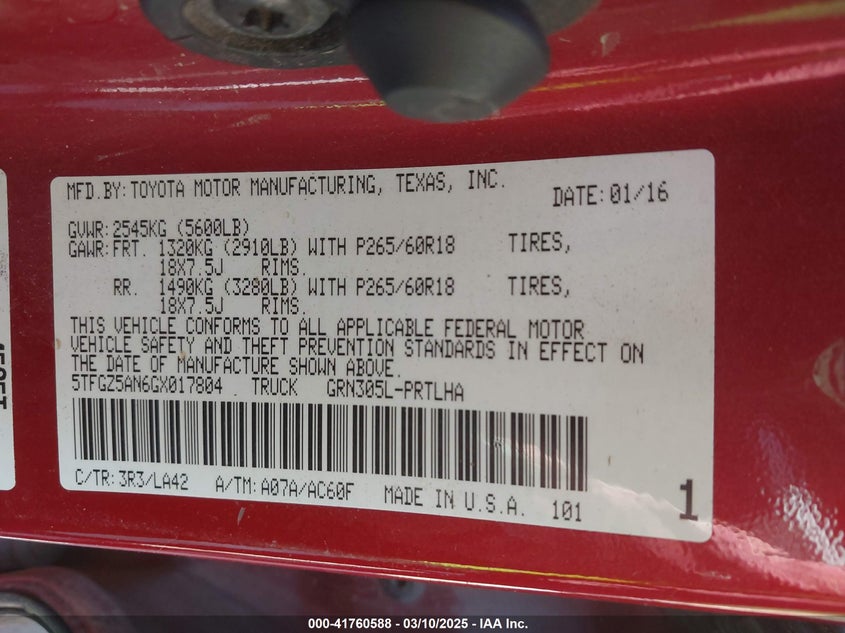 MFD.BY:TOYOTA MOTOR MANUFACTURING, TEXAS, INC. DATE:01/16
GVWR:2545KG (5600LB)
GAWR:FRT. 1320KG (2910LB) WITH P265/60R18 TIRES,
18X7.5J RIMS.
RR. 1490KG (3280LB) WITH P265/60R18 TIRES,
18X7.5J RIMS.
THIS VEHICLE CONFORMS TO ALL APPLICABLE FEDERAL MOTOR
VEHICLE SAFETY AND THEFT PREVENTION STANDARDS IN EFFECT ON
THE DATE OF MANUFACTURE SHOWN ABOVE.
5TFGZ5AN6GX017804 TRUCK GRN305L-PRTLHA
C/TR:3R3/LA42 A/TM:A07A/AC60F MADE IN U.S.A. 101 1
000-41760588 - 03/10/2025 - IAA Inc.